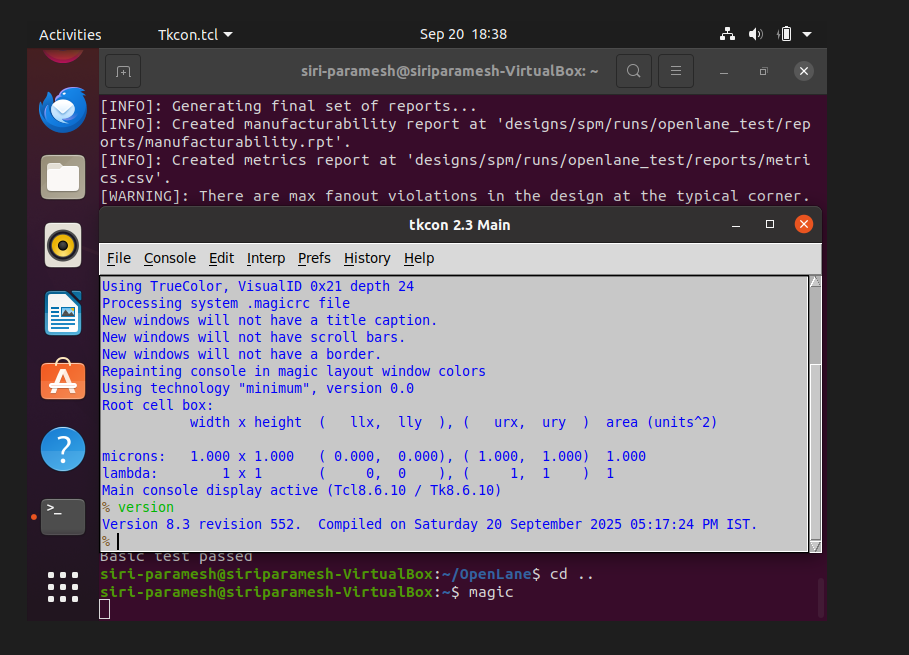 Activities Tkcon.tcl Sep 20 18:38
siri-paramesh@siriparamesh-VirtualBox: ~
[INFO]: Generating final set of reports...
[INFO]: Created manufacturability report at 'designs/spm/runs/openlane_test/rep
orts/manufacturability.rpt'.
[INFO]: Created metrics report at 'designs/spm/runs/openlane_test/reports/metri
cs.csv'.
[WARNING]: There are max fanout violations in the design at the typical corner.
tkcon 2.3 Main
File Console Edit Interp Prefs History Help
Using TrueColor, VisualID 0x21 depth 24
Processing system .magicrc file
New windows will not have a title caption.
New windows will not have scroll bars.
New windows will not have a border.
Repainting console in magic layout window colors
Using technology "minimum", version 0.0
Root cell box:
           width x height  (   llx,  lly  ), (   urx,  ury  )  area (units^2)
microns:   1.000 x 1.000   ( 0.000,  0.000), ( 1.000,  1.000)  1.000
lambda:        1 x 1       (     0,  0    ), (     1,  1    )  1
Main console display active (Tcl8.6.10 / Tk8.6.10)
% version
Version 8.3 revision 552.  Compiled on Saturday 20 September 2025 05:17:24 PM IST.
%
Basic test passed
siri-paramesh@siriparamesh-VirtualBox:~/OpenLane$ cd ..
siri-paramesh@siriparamesh-VirtualBox:~$ magic